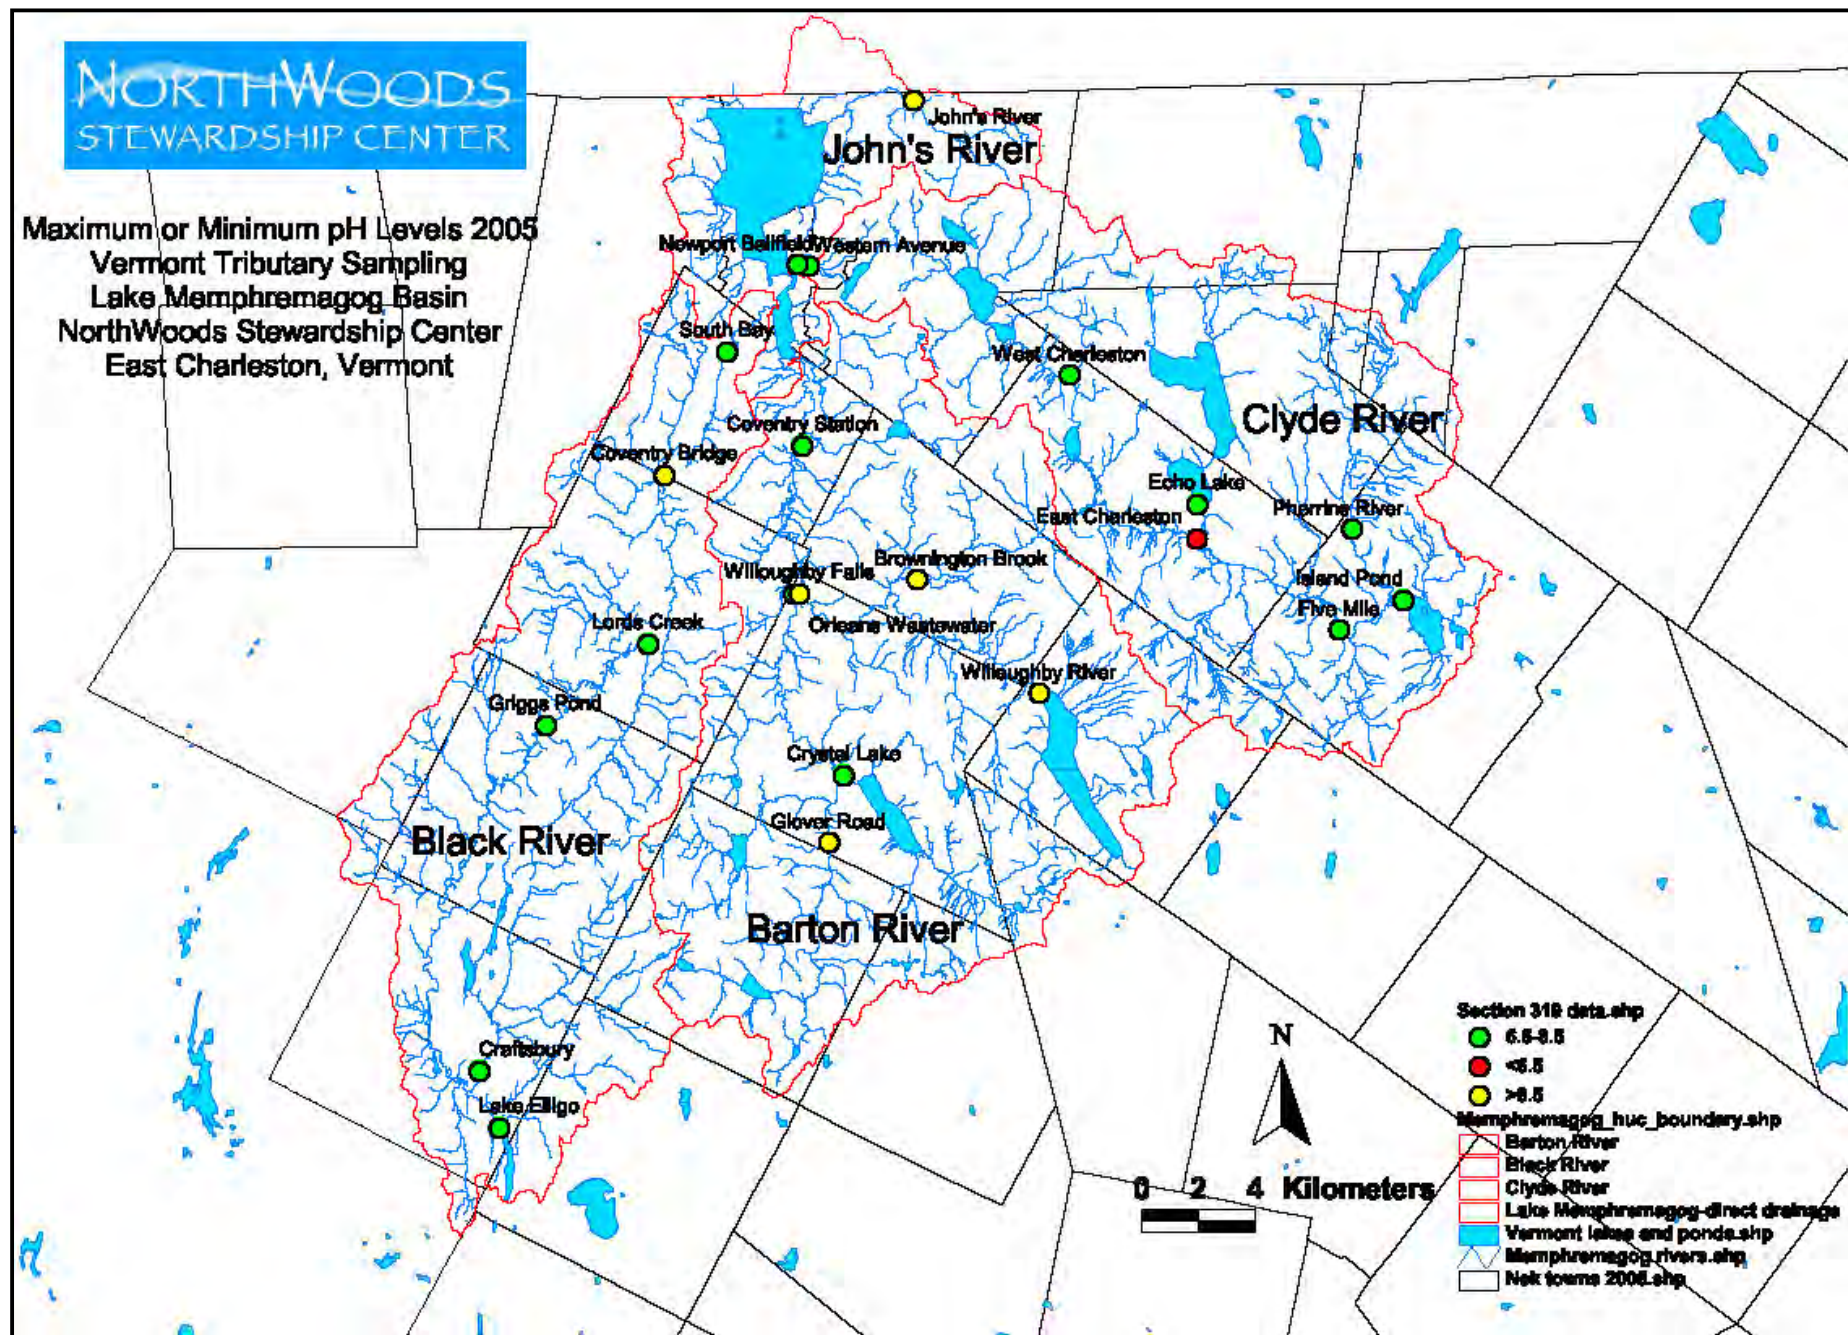 NORTHWOODS
STEWARDSHIP CENTER
Maximum or Minimum pH Levels 2005
Vermont Tributary Sampling
Lake Memphremagog Basin
NorthWoods Stewardship Center
East Charleston, Vermont
John's River
John's River
Newport Ballfield
Western Avenue
South Bay
West Charleston
Clyde River
Coventry Station
Coventry Bridge
Echo Lake
East Charleston
Pherrins River
Brownington Brook
Willoughby Falls
Island Pond
Five Mile
Orleans Wastewater
Lords Creek
Willoughby River
Griggs Pond
Crystal Lake
Glover Road
Black River
Barton River
Craftsbury
Lake Elligo
N
0 2 4 Kilometers
Section 319 data.shp
6.5-8.5
<6.5
>8.5
Memphremagog_huc_boundary.shp
Barton River
Black River
Clyde River
Lake Memphremagog-direct drainage
Vermont lakes and ponds.shp
Memphremagog rivers.shp
Nek towns 2005.shp